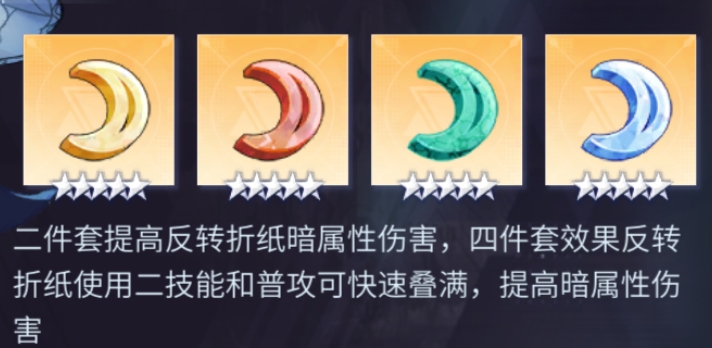 二件套提高反转折纸暗属性伤害，四件套效果反转
折纸使用二技能和普攻可快速叠满，提高暗属性伤
害